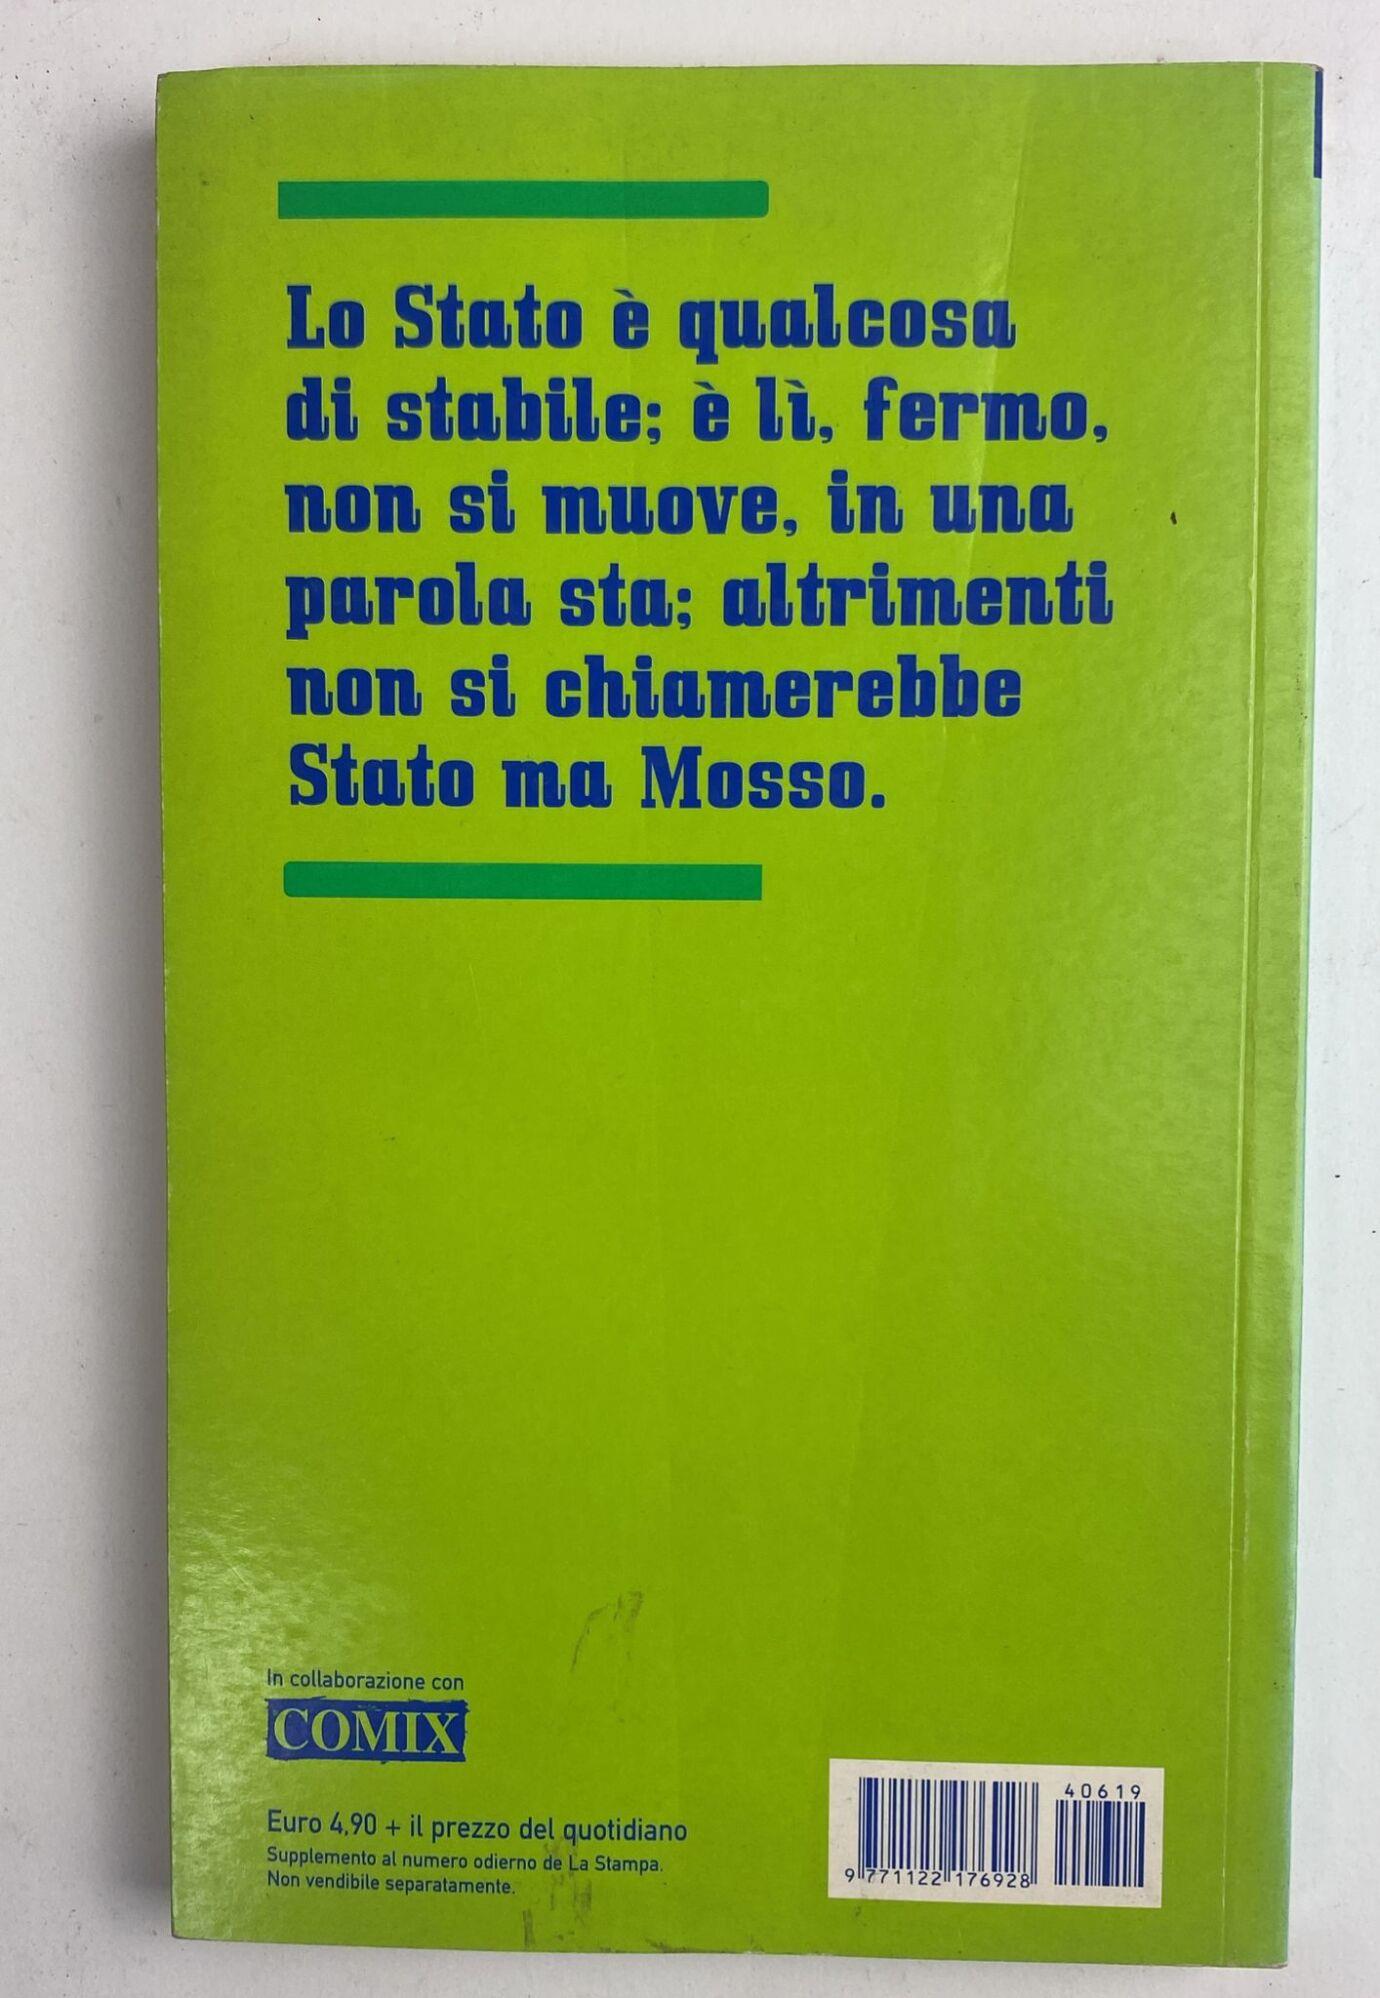 Lo Stato è qualcosa
di stabile; è lì, fermo,
non si muove, in una
parola sta; altrimenti
non si chiamerebbe
Stato ma Mosso.
In collaborazione con
COMIX
Euro 4,90 + il prezzo del quotidiano
Supplemento al numero odierno de La Stampa.
Non vendibile separatamente.
40619
9 771122 176928